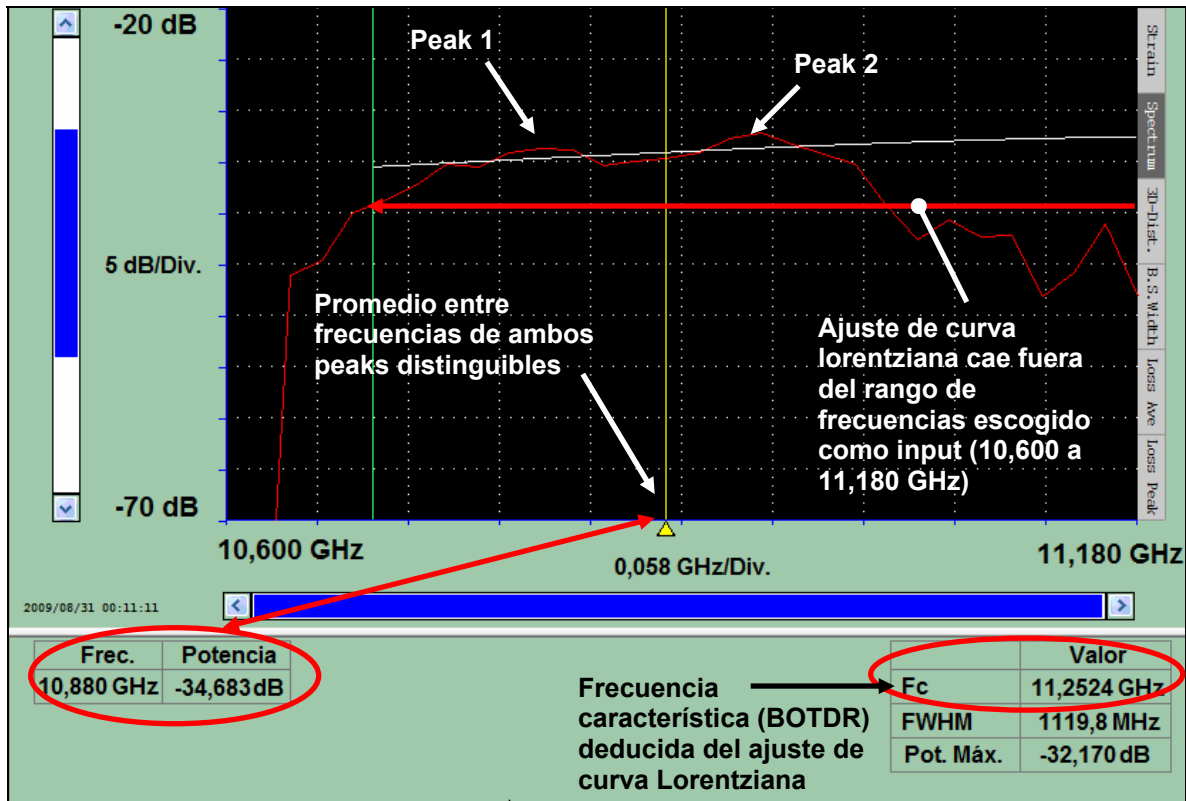 -20 dB
Peak 1
Peak 2
Strain
Spectrum
3D-Dist.
B.S.Width
Loss Ave
Loss Peak
5 dB/Div.
Promedio entre
frecuencias de ambos
peaks distinguibles
Ajuste de curva
lorentziana cae fuera
del rango de
frecuencias escogido
como input (10,600 a
11,180 GHz)
-70 dB
10,600 GHz
0,058 GHz/Div.
11,180 GHz
2009/08/31 00:11:11
Frec. Potencia
10,880 GHz -34,683dB
Frecuencia
característica (BOTDR)
deducida del ajuste de
curva Lorentziana
Valor
Fc 11,2524 GHz
FWHM 1119,8 MHz
Pot. Máx. -32,170 dB